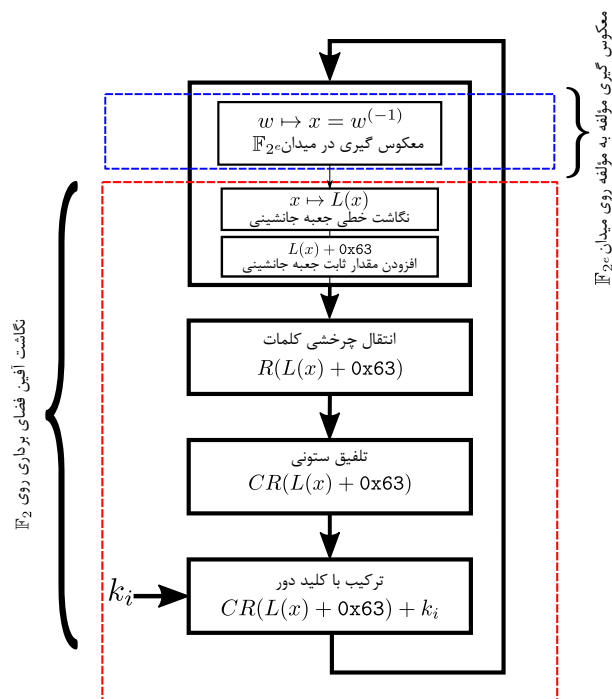 w ↦ x = w^(−1)
معکوس گیری در میدان 𝔽_{2^e}
x ↦ L(x)
نگاشت خطی جعبه جانشینی
L(x) + 0x63
افزودن مقدار ثابت جعبه جانشینی
انتقال چرخشی کلمات
R(L(x) + 0x63)
تلفیق ستونی
CR(L(x) + 0x63)
ترکیب با کلید دور
CR(L(x) + 0x63) + k_i
k_i
معکوس گیری مؤلفه به مؤلفه روی میدان 𝔽_{2^e}
نگاشت آفین فضای برداری روی 𝔽_2